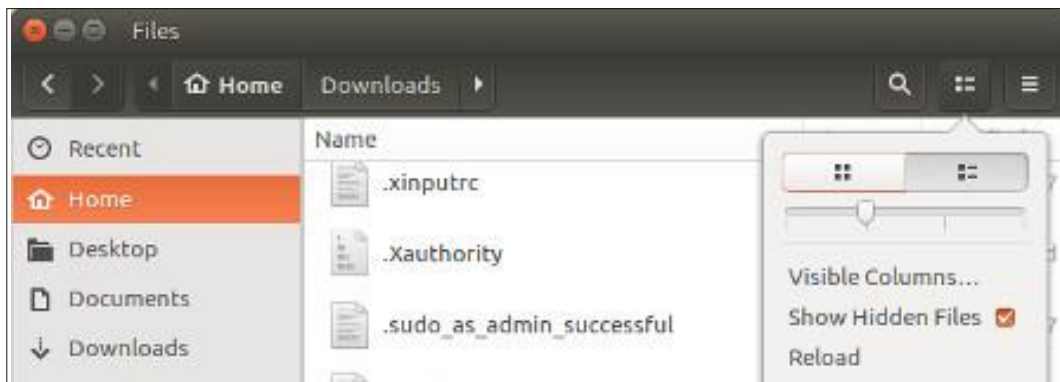 Files
Home Downloads
Recent
Home
Desktop
Documents
Downloads
Name
.xinputrc
.Xauthority
.sudo_as_admin_successful
Visible Columns...
Show Hidden Files
Reload